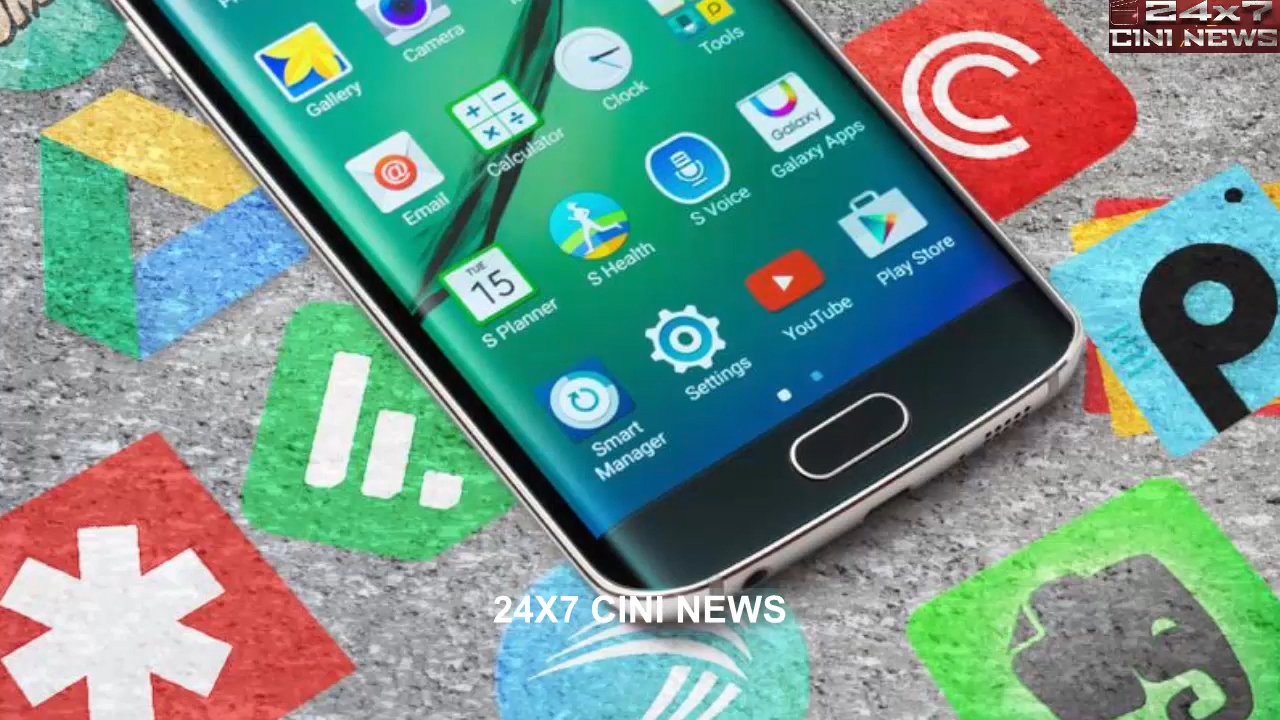 24x7
CINI NEWS
Camera
Tools
Gallery
Clock
Calculator
Galaxy
Galaxy Apps
@
Email
S Voice
S Health
Play Store
TUE
15
S Planner
YouTube
Settings
Smart
Manager
24X7 CINI NEWS